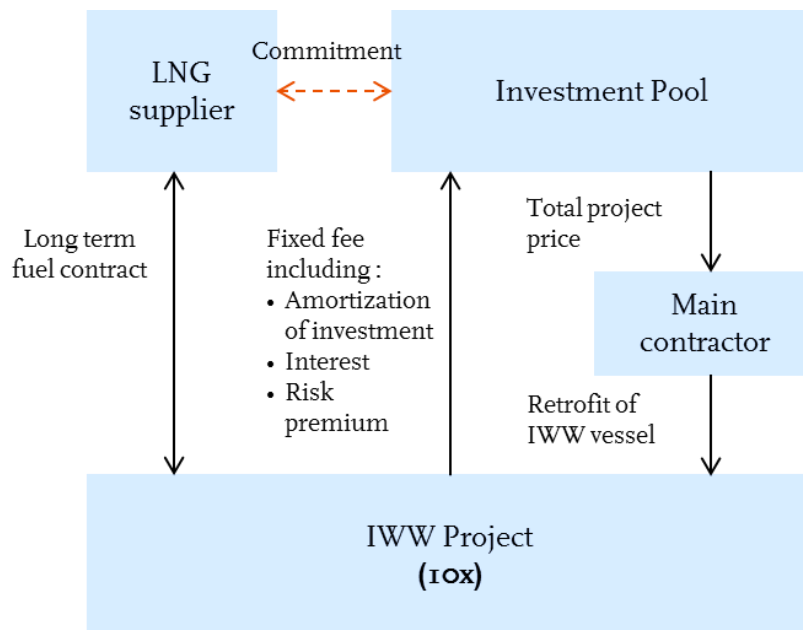 LNG
supplier
Commitment
Investment Pool
Long term
fuel contract
Fixed fee
including :
• Amortization
of investment
• Interest
• Risk
premium
Total project
price
Main
contractor
Retrofit of
IWW vessel
IWW Project
(10x)